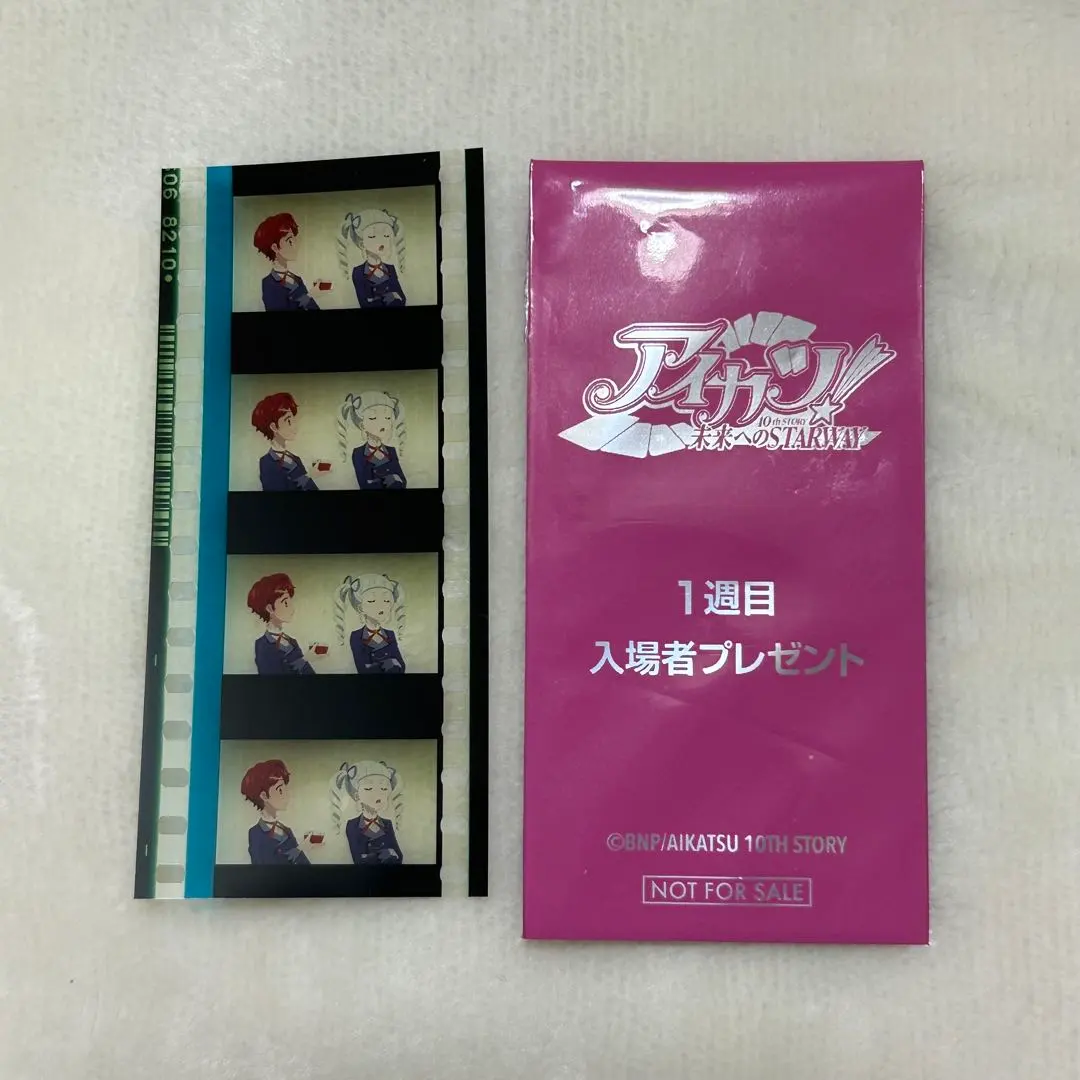 06 8210
アイカツ!
10th STORY
未来へのSTARWAY
1週目
入場者プレゼント
©BNP/AIKATSU 10TH STORY
NOT FOR SALE